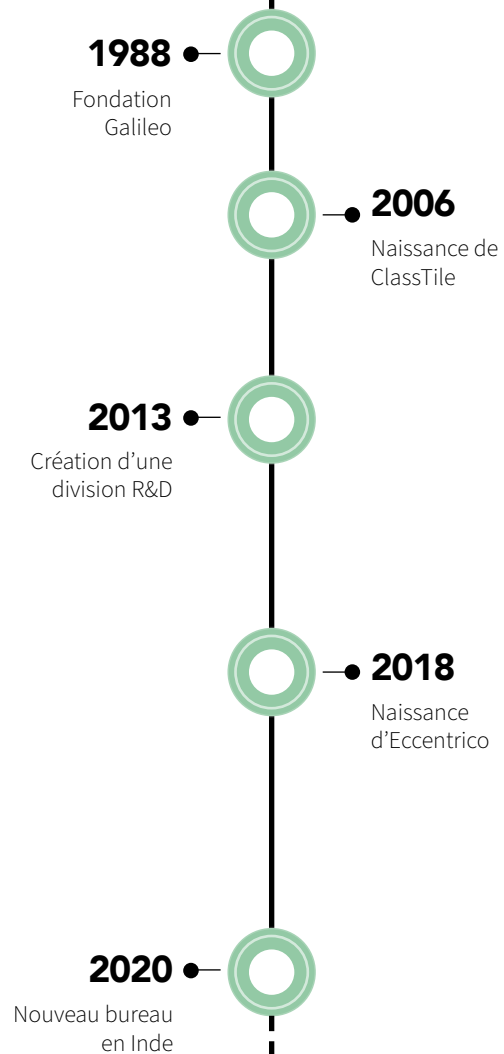 1988
Fondation
Galileo
2006
Naissance de
ClassTile
2013
Création d’une
division R&D
2018
Naissance
d’Eccentrico
2020
Nouveau bureau
en Inde